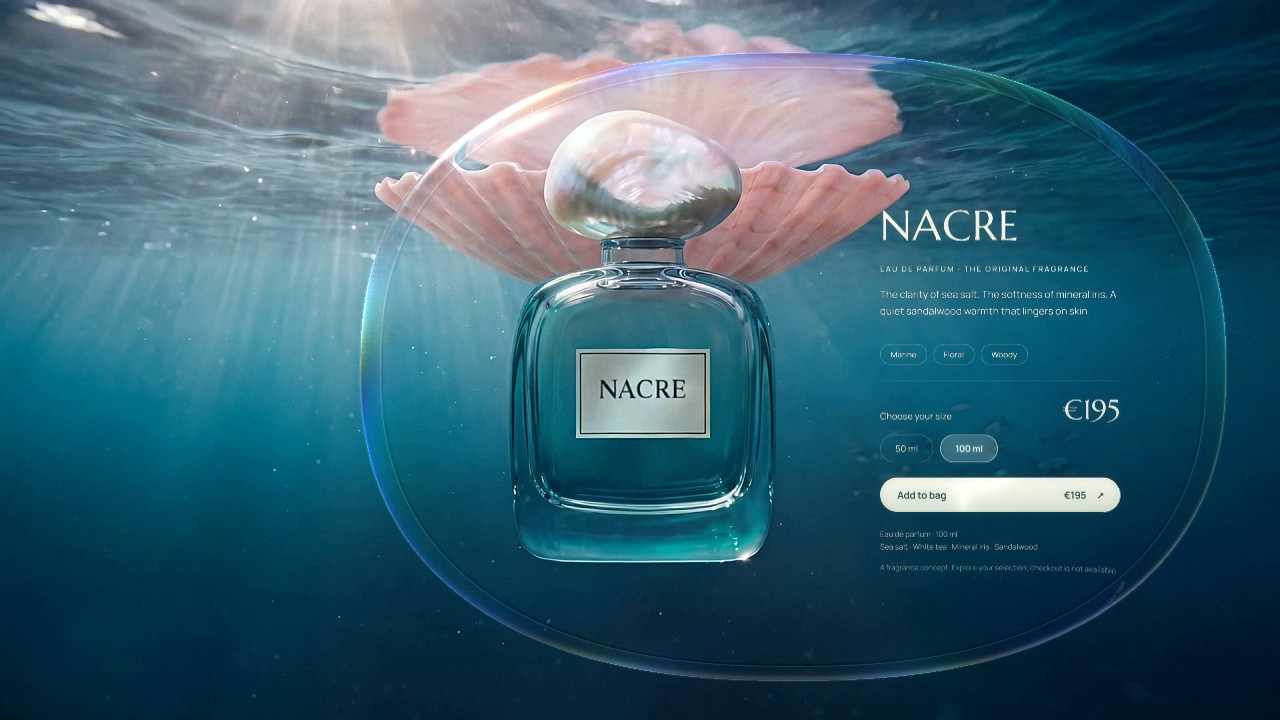 NACRE
NACRE
EAU DE PARFUM · THE ORIGINAL FRAGRANCE
The clarity of sea salt. The softness of mineral iris. A
quiet sandalwood warmth that lingers on skin.
Marine Floral Woody
Choose your size €195
50 ml 100 ml
Add to bag €195 ↗
Eau de parfum · 100 ml
Sea salt · White tea · Mineral iris · Sandalwood
A fragrance concept. Explore your selection; checkout is not available.